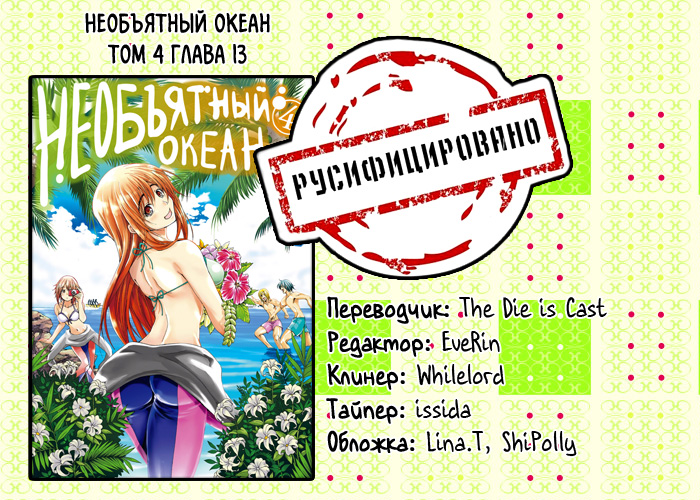 НЕОБЪЯТНЫЙ ОКЕАН
ТОМ 4 ГЛАВА 13
НЕОБЪЯТНЫЙ
4
ОКЕАН
РУСИФИЦИРОВАНО
Переводчик: The Die is Cast
Редактор: EveRin
Клинер: Whilelord
Тайпер: issida
Обложка: Lina.T, ShiPolly